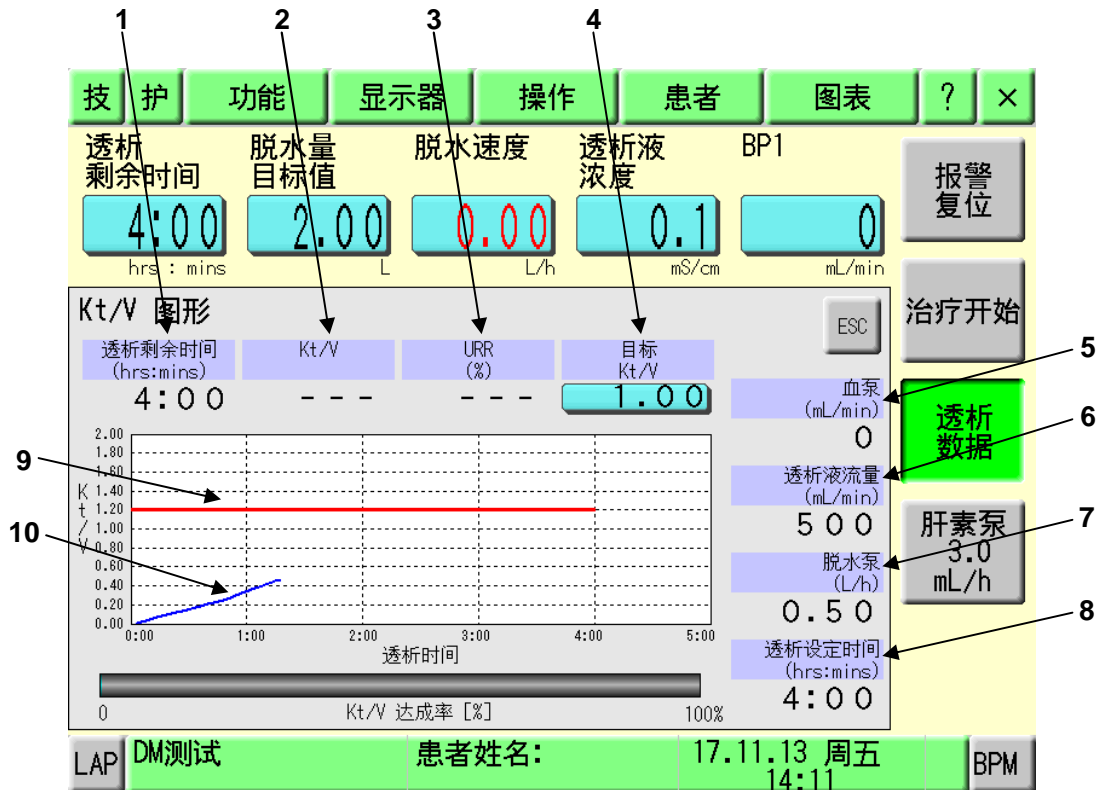 1 2 3 4
技 护 功能 显示器 操作 患者 图表 ? ×
透析 脱水量 脱水速度 透析液 BP1
剩余时间 目标值 浓度
报警
复位
4:00 2.00 0.00 0.1 0
hrs : mins L L/h mS/cm mL/min
Kt/V 图形
ESC
治疗开始
透析剩余时间 Kt/V URR 目标
(hrs:mins) (%) Kt/V
4:00 --- --- 1.00
5
血泵
(mL/min)
0
透析
数据
6
透析液流量
(mL/min)
500
肝素泵
3.0
mL/h
7
脱水泵
(L/h)
0.50
8
透析设定时间
(hrs:mins)
4:00
9
10
Kt/V
2.00
1.80
1.60
1.40
1.20
1.00
0.80
0.60
0.40
0.20
0.00
0:00 1:00 2:00 3:00 4:00 5:00
透析时间
0 Kt/V 达成率 [%] 100%
LAP DM测试 患者姓名: 17.11.13 周五 BPM
14:11